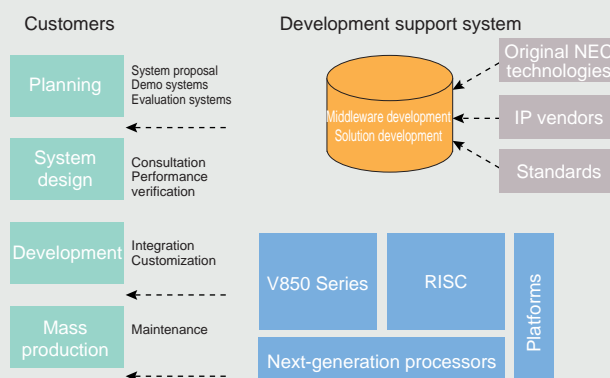 Customers
Development support system
Planning
System proposal
Demo systems
Evaluation systems
System
design
Consultation
Performance
verification
Development
Integration
Customization
Mass
production
Maintenance
Middleware development
Solution development
Original NEC
technologies
IP vendors
Standards
V850 Series
RISC
Platforms
Next-generation processors